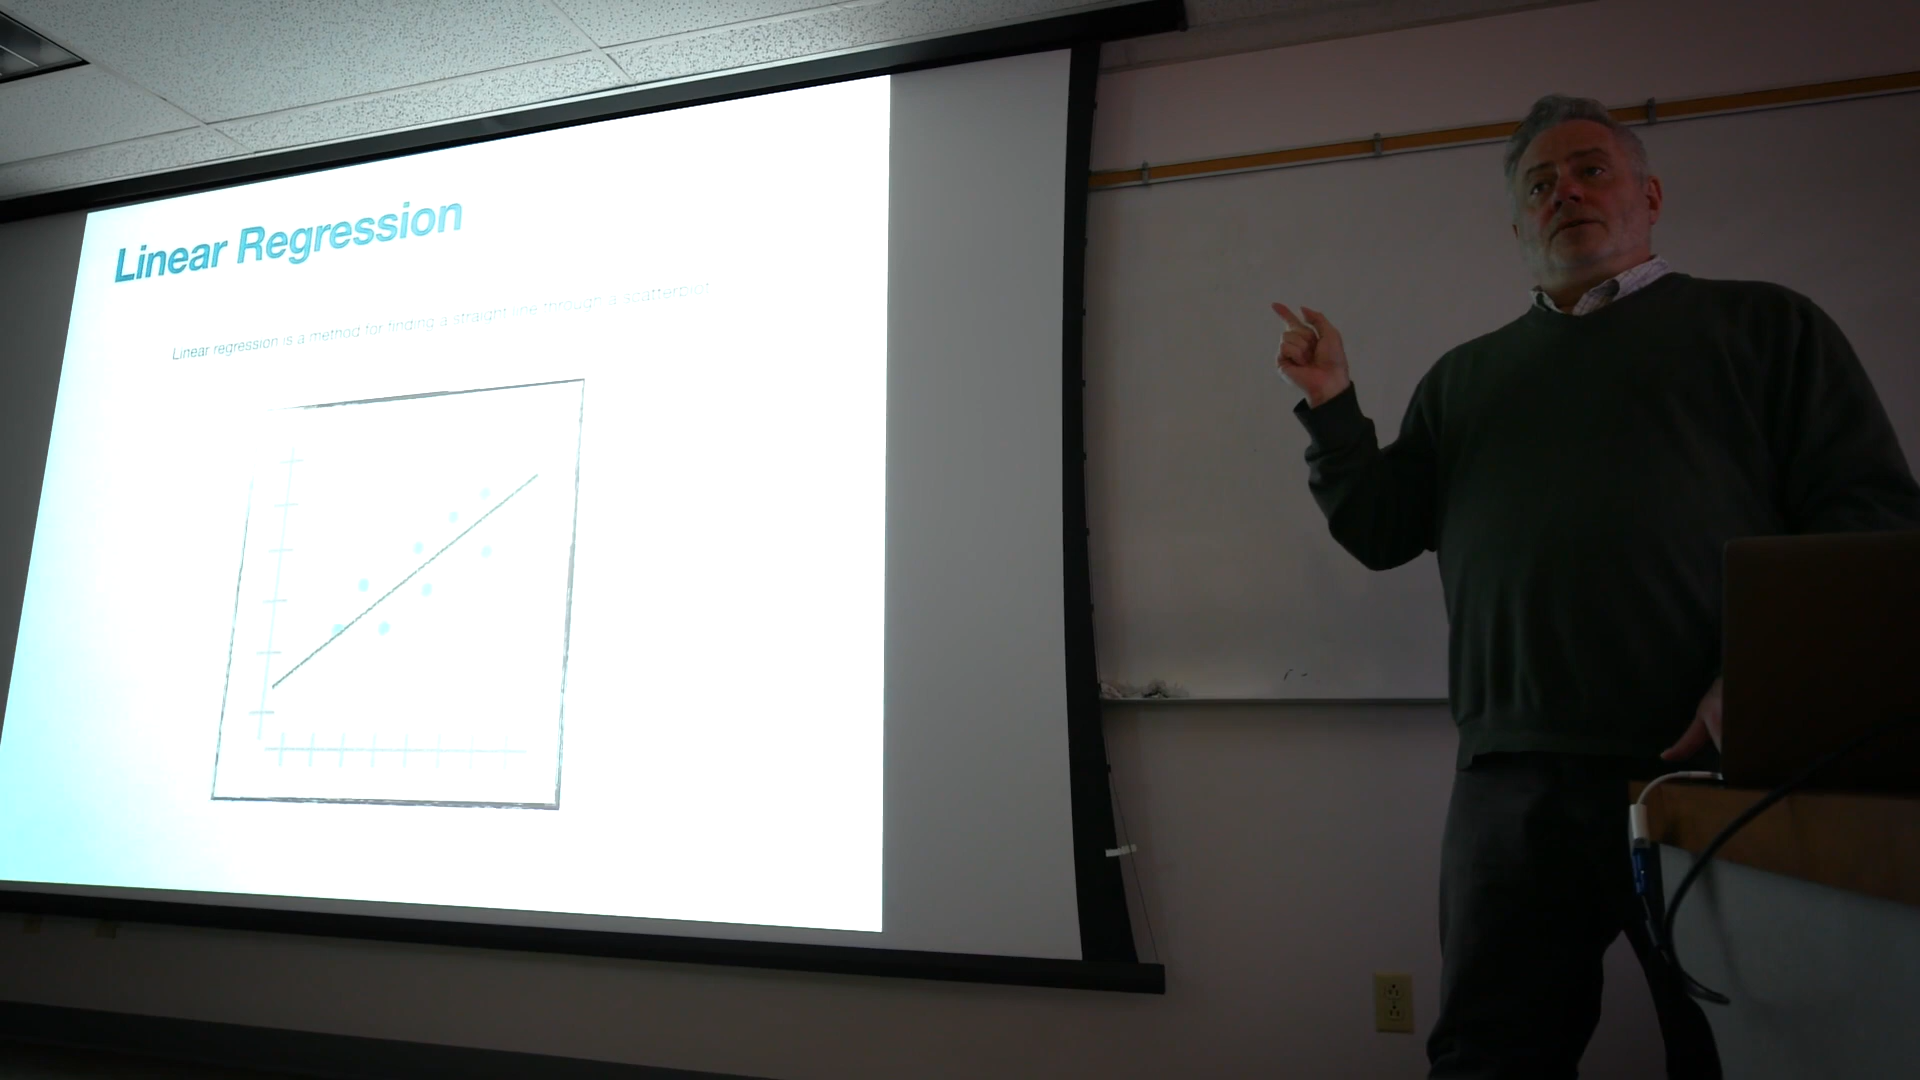 Linear Regression
Linear regression is a method for finding a straight line through a scatterplot